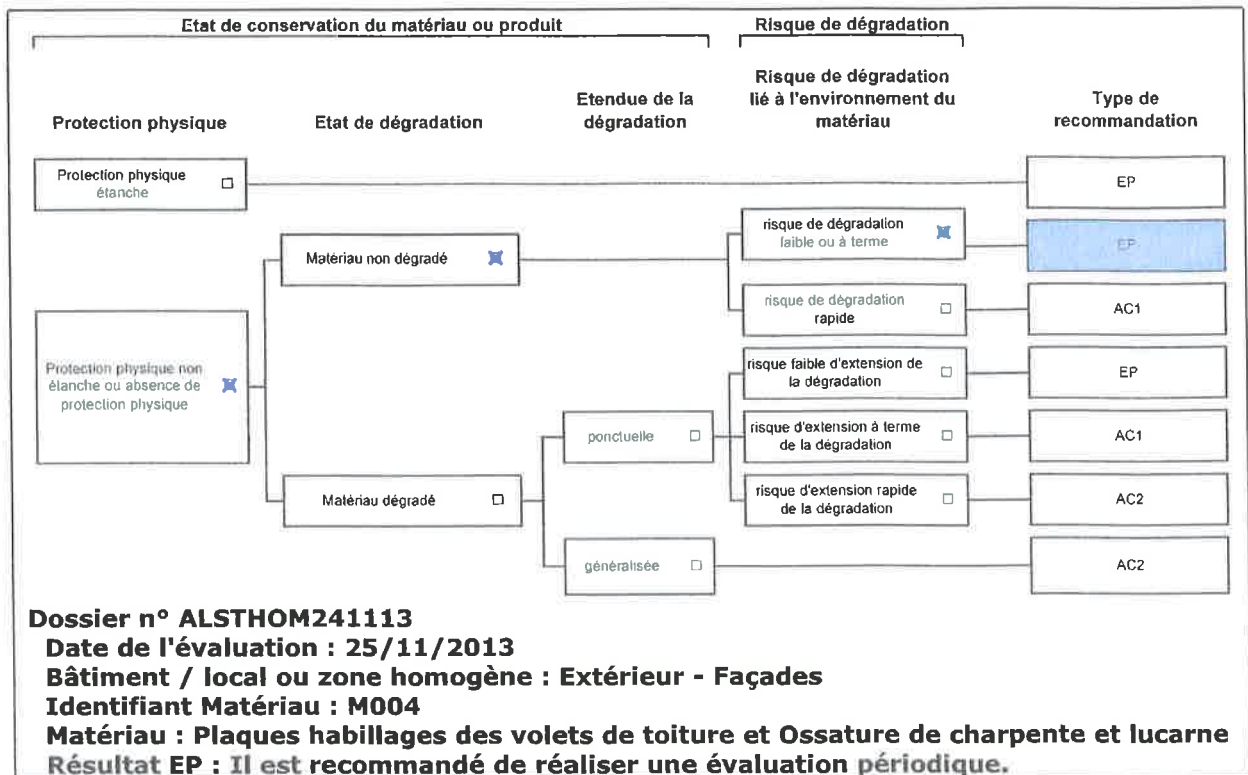 Etat de conservation du matériau ou produit
Risque de dégradation
Protection physique
Etat de dégradation
Etendue de la
dégradation
Risque de dégradation
lié à l'environnement du
matériau
Type de
recommandation
Protection physique
étanche
EP
Matériau non dégradé
risque de dégradation
faible ou à terme
EP
risque de dégradation
rapide
AC1
Protection physique non
étanche ou absence de
protection physique
risque faible d'extension de
la dégradation
EP
ponctuelle
risque d'extension à terme
de la dégradation
AC1
Matériau dégradé
risque d'extension rapide
de la dégradation
AC2
généralisée
AC2
Dossier n° ALSTHOM241113
Date de l'évaluation : 25/11/2013
Bâtiment / local ou zone homogène : Extérieur - Façades
Identifiant Matériau : M004
Matériau : Plaques habillages des volets de toiture et Ossature de charpente et lucarne
Résultat EP : Il est recommandé de réaliser une évaluation périodique.